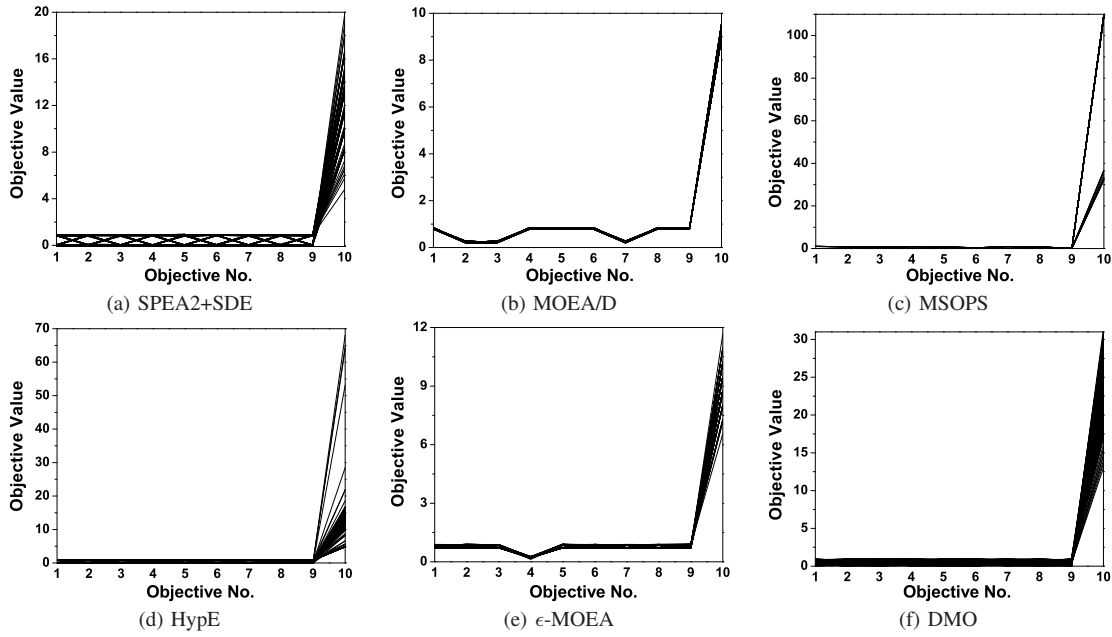 20
16
12
8
4
0
Objective Value
1 2 3 4 5 6 7 8 9 10
Objective No.
(a) SPEA2+SDE
10
8
6
4
2
0
Objective Value
1 2 3 4 5 6 7 8 9 10
Objective No.
(b) MOEA/D
100
80
60
40
20
0
Objective Value
1 2 3 4 5 6 7 8 9 10
Objective No.
(c) MSOPS
70
60
50
40
30
20
10
0
Objective Value
1 2 3 4 5 6 7 8 9 10
Objective No.
(d) HypE
12
9
6
3
0
Objective Value
1 2 3 4 5 6 7 8 9 10
Objective No.
(e) ϵ-MOEA
30
25
20
15
10
5
0
Objective Value
1 2 3 4 5 6 7 8 9 10
Objective No.
(f) DMO